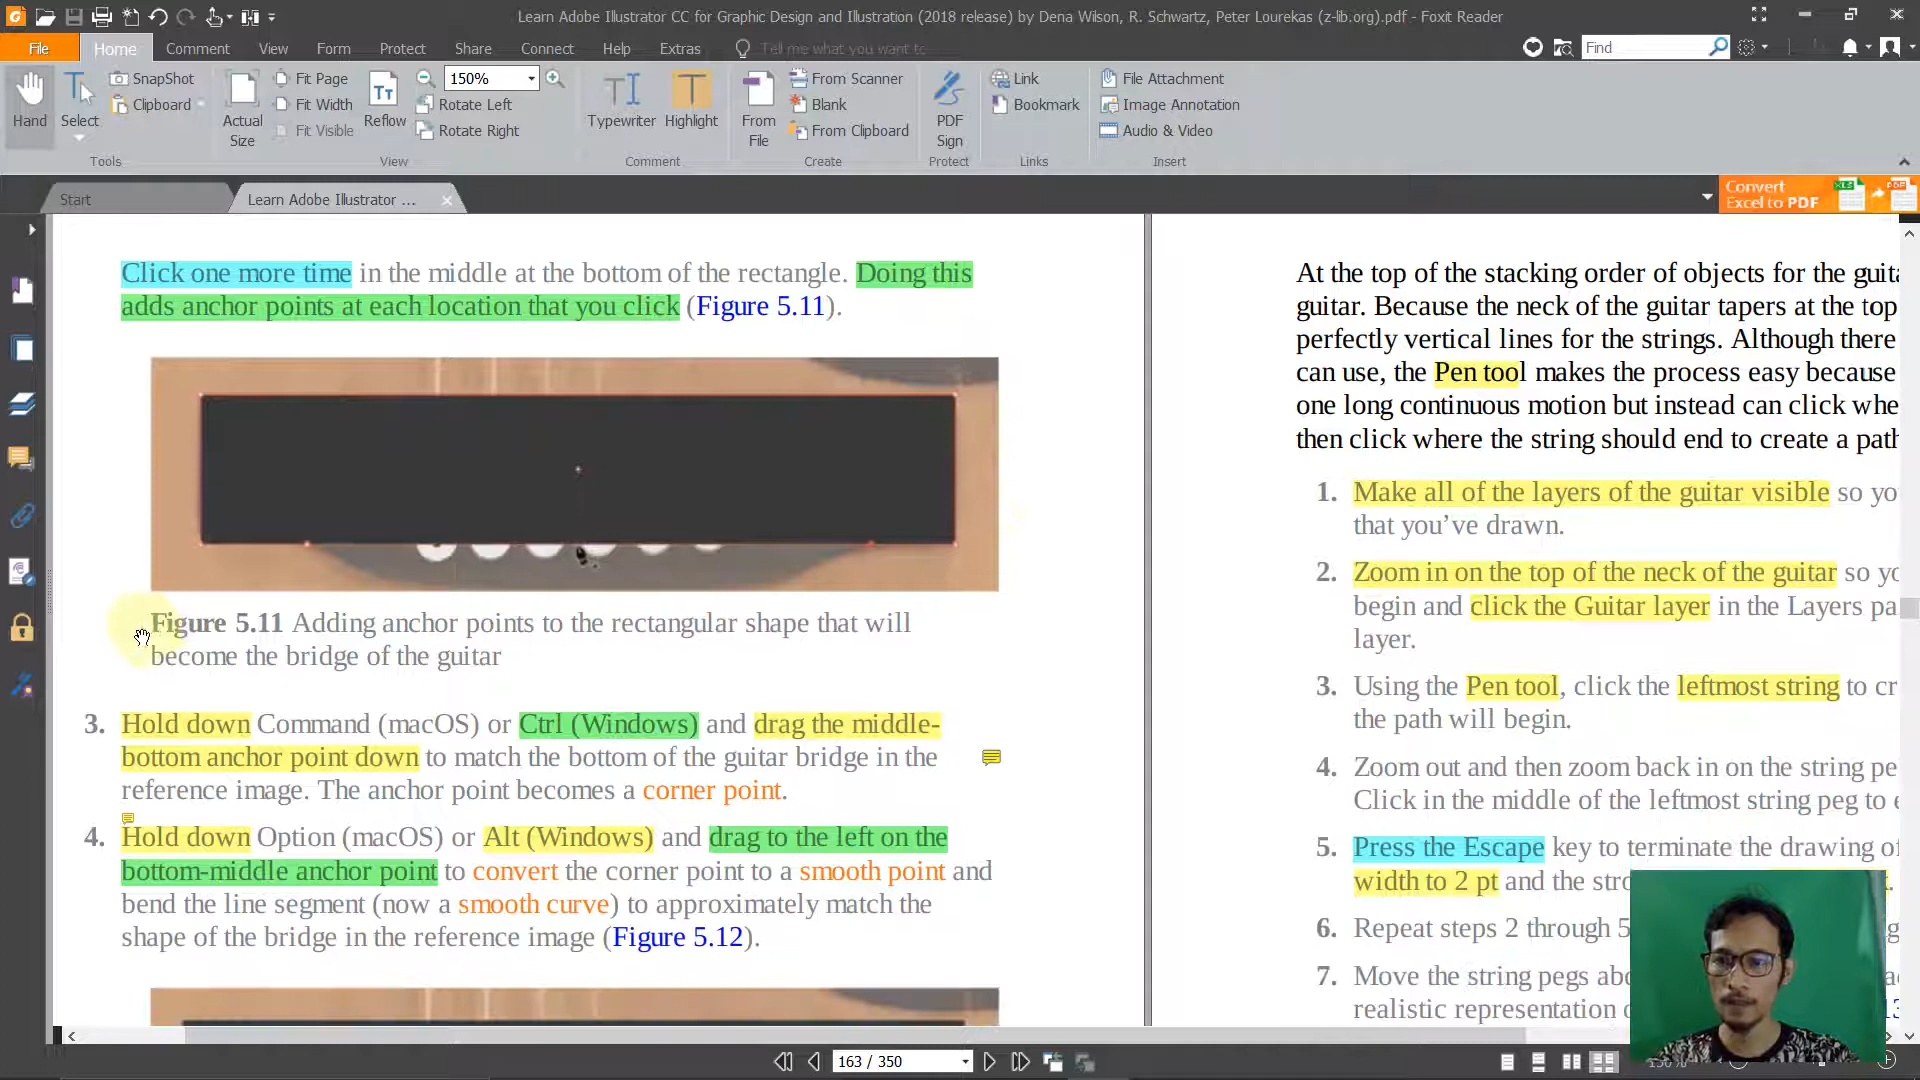 Learn Adobe Illustrator CC for Graphic Design and Illustration (2018 release) by Dena Wilson, R. Schwartz, Peter Lourekas (z-lib.org).pdf - Foxit Reader
File Home Comment View Form Protect Share Connect Help Extras Tell me what you want to Find
Hand
Select
SnapShot
Clipboard
Tools
Actual Size
Fit Page
Fit Width
Fit Visible
Reflow
150%
Rotate Left
Rotate Right
View
Typewriter
Highlight
Comment
From File
From Scanner
Blank
From Clipboard
Create
PDF Sign
Protect
Link
Bookmark
Links
File Attachment
Image Annotation
Audio & Video
Insert
Start
Learn Adobe Illustrator ...
Convert
Excel to PDF
Click one more time in the middle at the bottom of the rectangle. Doing this
adds anchor points at each location that you click (Figure 5.11).
Figure 5.11 Adding anchor points to the rectangular shape that will
become the bridge of the guitar
3. Hold down Command (macOS) or Ctrl (Windows) and drag the middle-
bottom anchor point down to match the bottom of the guitar bridge in the
reference image. The anchor point becomes a corner point.
4. Hold down Option (macOS) or Alt (Windows) and drag to the left on the
bottom-middle anchor point to convert the corner point to a smooth point and
bend the line segment (now a smooth curve) to approximately match the
shape of the bridge in the reference image (Figure 5.12).
At the top of the stacking order of objects for the guita
guitar. Because the neck of the guitar tapers at the top
perfectly vertical lines for the strings. Although there
can use, the Pen tool makes the process easy because
one long continuous motion but instead can click whe
then click where the string should end to create a path
1. Make all of the layers of the guitar visible so yo
that you've drawn.
2. Zoom in on the top of the neck of the guitar so yo
begin and click the Guitar layer in the Layers pa
layer.
3. Using the Pen tool, click the leftmost string to cr
the path will begin.
4. Zoom out and then zoom back in on the string pe
Click in the middle of the leftmost string peg to e
5. Press the Escape key to terminate the drawing of
width to 2 pt and the stro
6. Repeat steps 2 through 5
7. Move the string pegs abo
realistic representation
163 / 350
150%